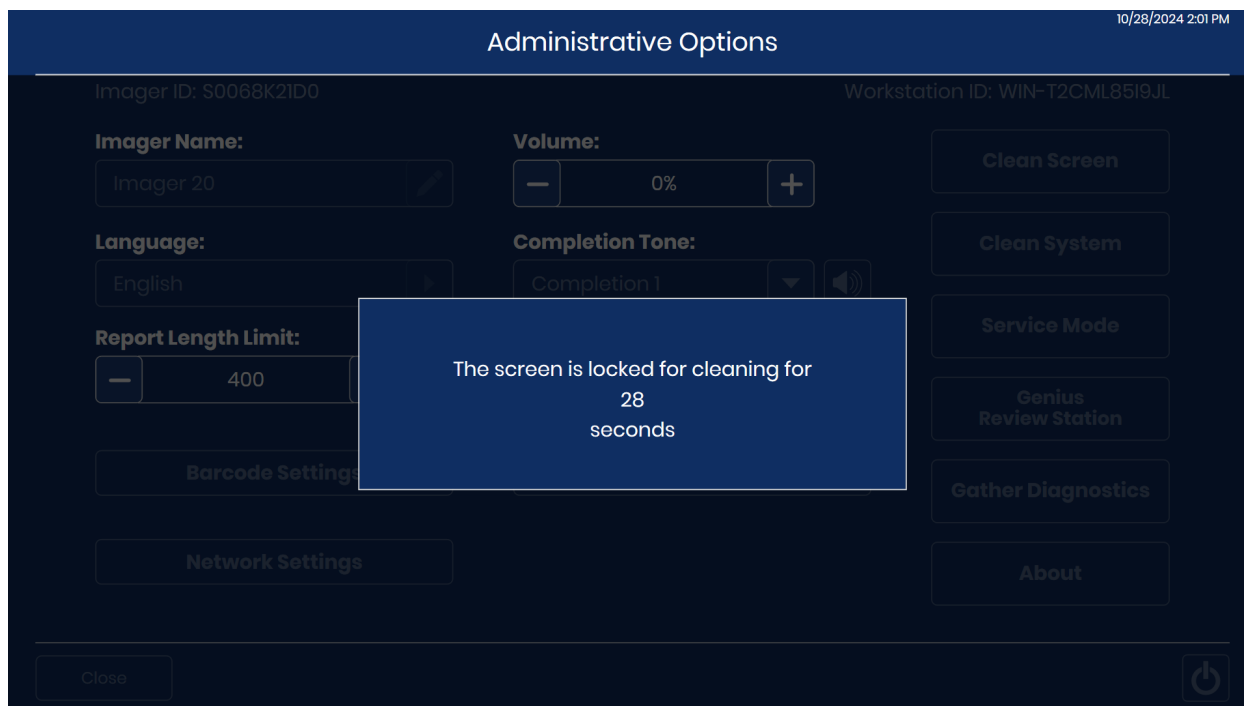 10/28/2024 2:01 PM
Administrative Options
Imager ID: S0068K21D0
Workstation ID: WIN-T2CML85I9JL
Imager Name:
Imager 20
Volume:
0%
Clean Screen
Language:
English
Completion Tone:
Completion 1
Clean System
Report Length Limit:
400
Service Mode
The screen is locked for cleaning for
28
seconds
Genius
Review Station
Barcode Settings
Gather Diagnostics
Network Settings
About
Close